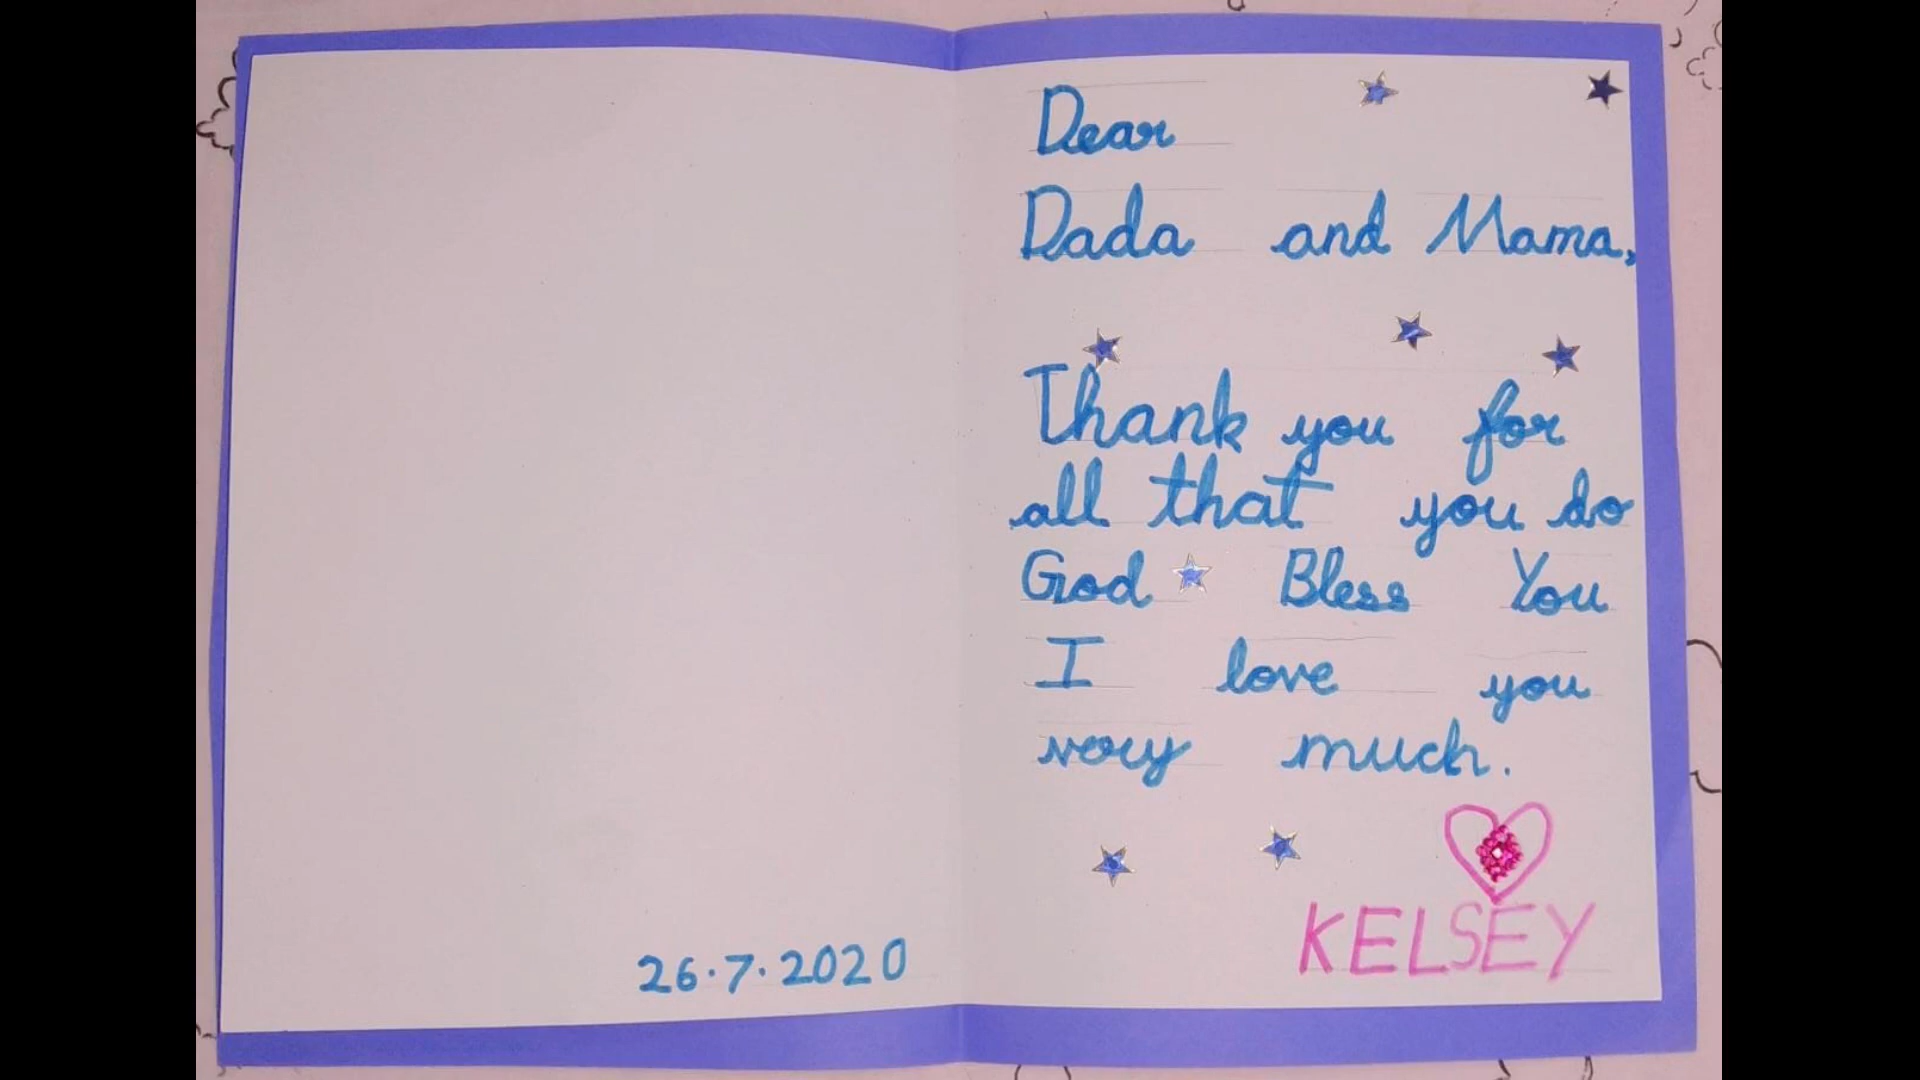 Dear
Dada and Mama,
Thank you for
all that you do
God Bless You
I love you
very much.
KELSEY
26.7.2020